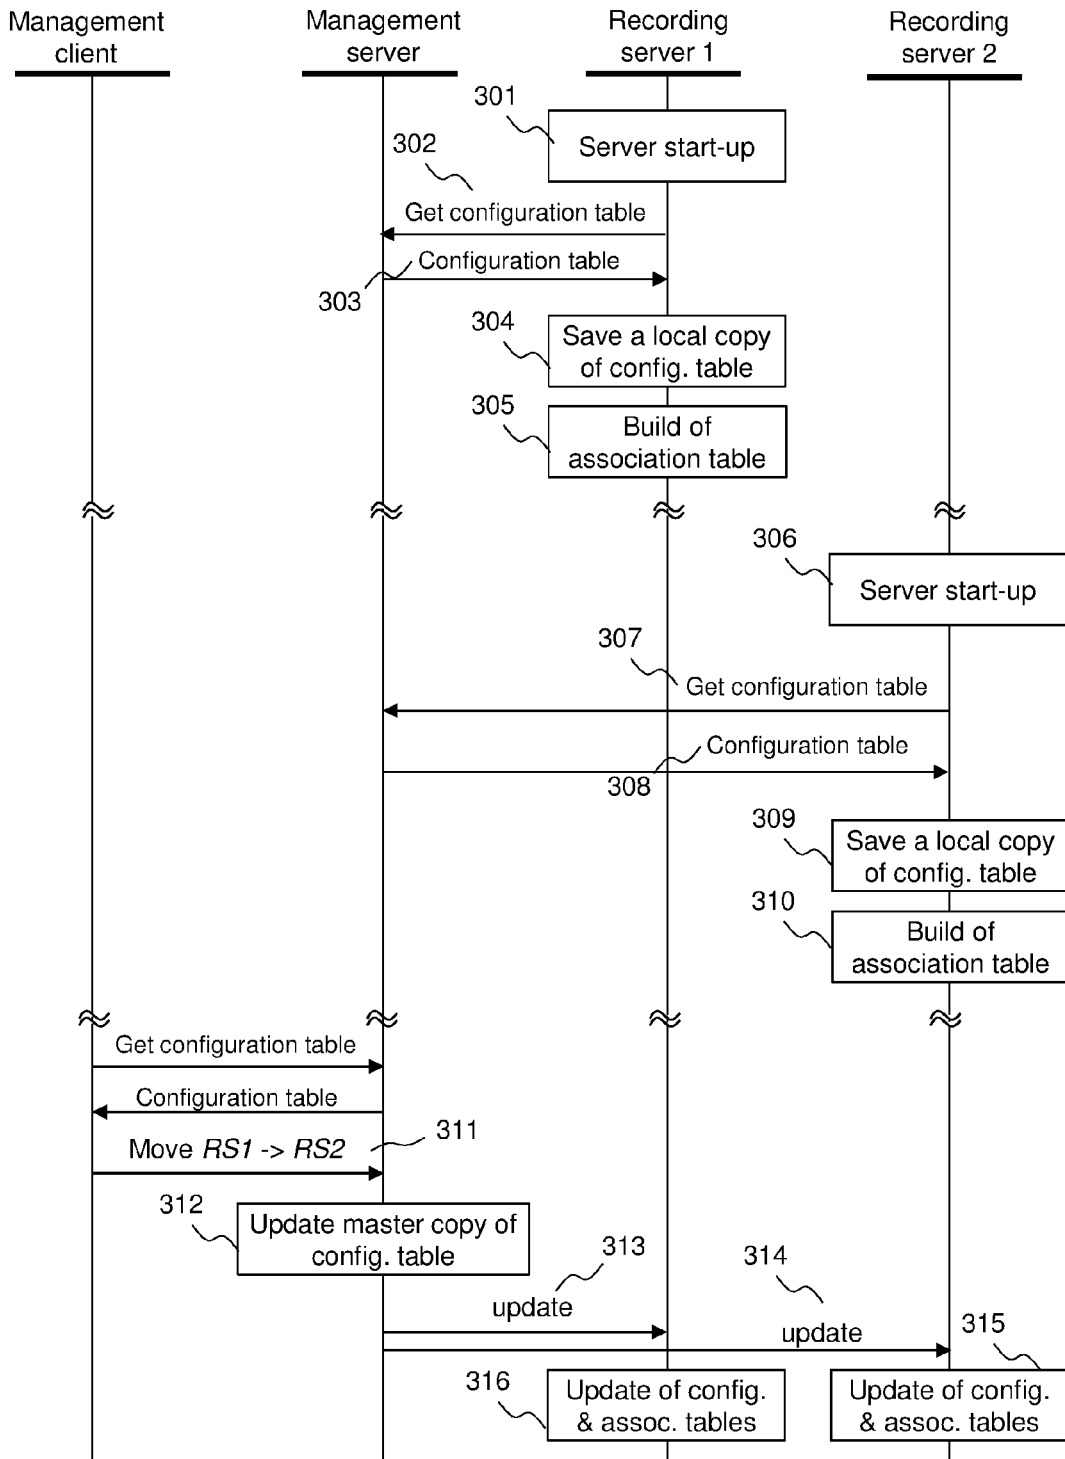 Management
client
Management
server
Recording
server 1
Recording
server 2
301
Server start-up
302
Get configuration table
Configuration table
303
304
Save a local copy
of config. table
305
Build of
association table
306
Server start-up
307
Get configuration table
Configuration table
308
309
Save a local copy
of config. table
310
Build of
association table
Get configuration table
Configuration table
Move RS1 -> RS2
311
312
Update master copy of
config. table
313
update
314
update
315
316
Update of config.
& assoc. tables
Update of config.
& assoc. tables